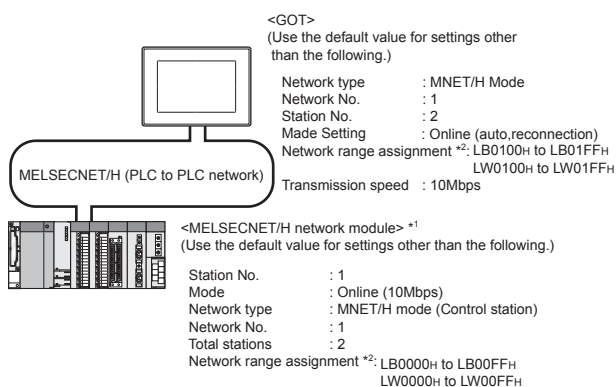 <GOT>
(Use the default value for settings other
than the following.)
Network type : MNET/H Mode
Network No. : 1
Station No. : 2
Made Setting : Online (auto,reconnection)
Network range assignment *2: LB0100H to LB01FFH
LW0100H to LW01FFH
Transmission speed : 10Mbps
MELSECNET/H (PLC to PLC network)
<MELSECNET/H network module> *1
(Use the default value for settings other than the following.)
Station No. : 1
Mode : Online (10Mbps)
Network type : MNET/H mode (Control station)
Network No. : 1
Total stations : 2
Network range assignment *2: LB0000H to LB00FFH
LW0000H to LW00FFH